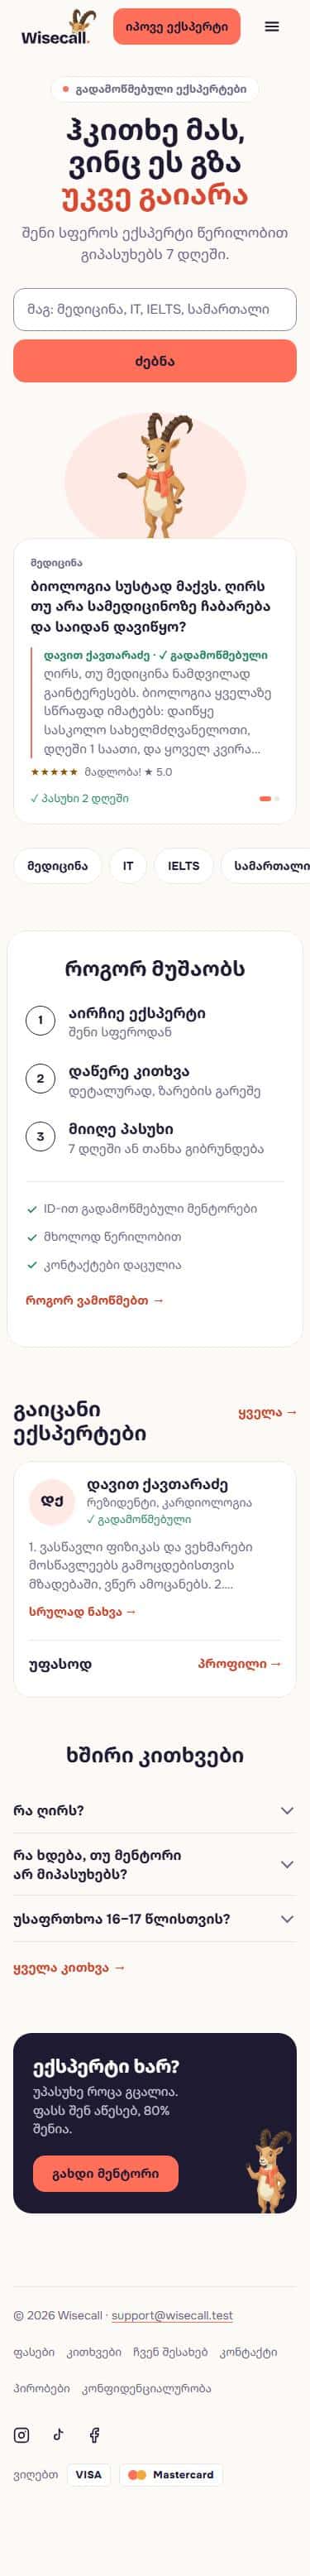 Wisecall.
იპოვე ექსპერტი
გადამოწმებული ექსპერტები
ჰკითხე მას,
ვინც ეს გზა
უკვე გაიარა
შენი სფეროს ექსპერტი წერილობით
გიპასუხებს 7 დღეში.
მაგ: მედიცინა, IT, IELTS, სამართალი
ძებნა
მედიცინა
ბიოლოგია სუსტად მაქვს. ღირს
თუ არა სამედიცინოზე ჩაბარება
და საიდან დავიწყო?
დავით ქავთარაძე · ✓ გადამოწმებული
ღირს, თუ მედიცინა ნამდვილად
გაინტერესებს. ბიოლოგია ყველაზე
სწრაფად იმატებს: დაიწყე
სასკოლო სახელმძღვანელოთი,
დღეში 1 საათი, და ყოველ კვირა...
★★★★★ მადლობა! ★ 5.0
✓ პასუხი 2 დღეში
მედიცინა IT IELTS სამართალი
როგორ მუშაობს
1 აირჩიე ექსპერტი
შენი სფეროდან
2 დაწერე კითხვა
დეტალურად, ზარების გარეშე
3 მიიღე პასუხი
7 დღეში ან თანხა გიბრუნდება
✓ ID-ით გადამოწმებული მენტორები
✓ მხოლოდ წერილობით
✓ კონტაქტები დაცულია
როგორ ვამოწმებთ →
გაიცანი
ექსპერტები
ყველა →
დქ
დავით ქავთარაძე
რეზიდენტი, კარდიოლოგია
✓ გადამოწმებული
1. ვასწავლი ფიზიკას და ვეხმარები
მოსწავლეებს გამოცდებისთვის
მზადებაში, ვწერ ამოცანებს. 2....
სრულად ნახვა →
უფასოდ
პროფილი →
ხშირი კითხვები
რა ღირს?
რა ხდება, თუ მენტორი
არ მიპასუხებს?
უსაფრთხოა 16–17 წლისთვის?
ყველა კითხვა →
ექსპერტი ხარ?
უპასუხე როცა გცალია.
ფასს შენ აწესებ, 80%
შენია.
გახდი მენტორი
© 2026 Wisecall · support@wisecall.test
ფასები კითხვები ჩვენ შესახებ კონტაქტი
პირობები კონფიდენციალურობა
ვიღებთ VISA Mastercard